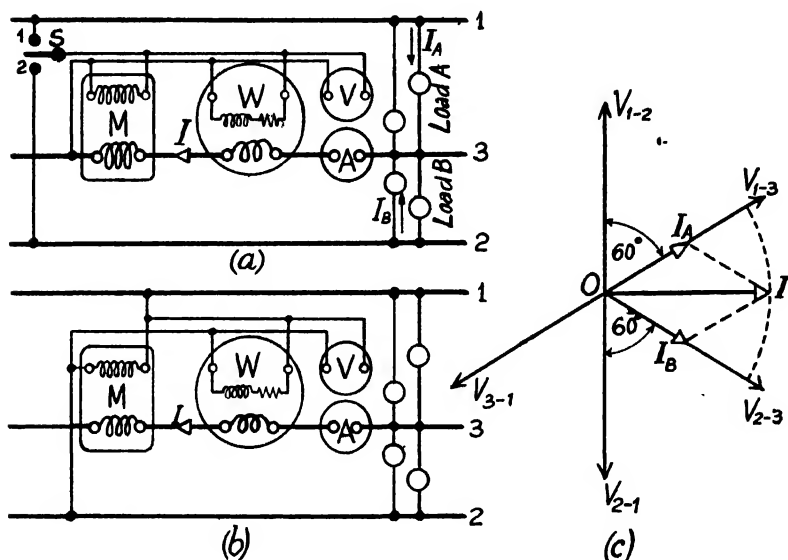 1
1
S
2
I_A
Load A
M
I
W
V
A
3
I_B
Load B
2
(a)
1
M
I
W
V
A
3
2
(b)
V_1-2
V_1-3
60°
I_A
O
I
60°
I_B
V_3-1
V_2-3
V_2-1
(c)